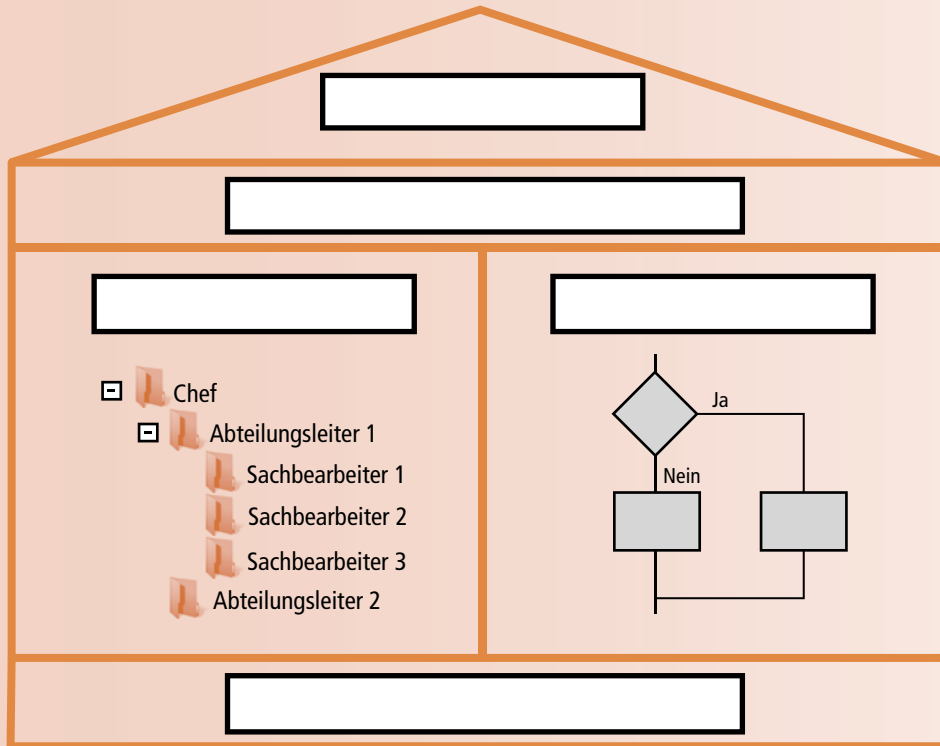 Chef
Abteilungsleiter 1
Sachbearbeiter 1
Sachbearbeiter 2
Sachbearbeiter 3
Abteilungsleiter 2
Ja
Nein